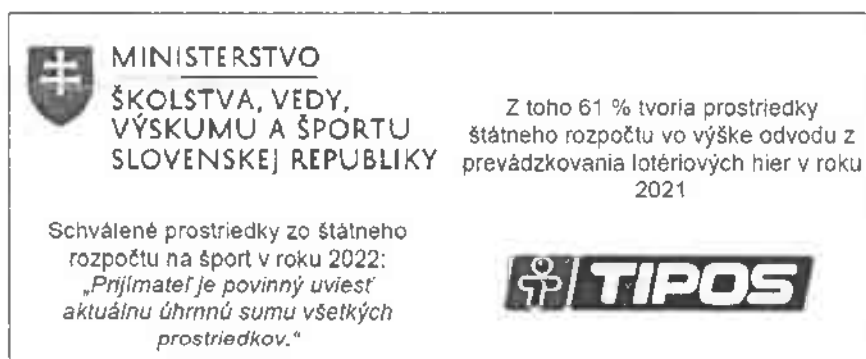 MINISTERSTVO
ŠKOLSTVA, VEDY,
VÝSKUMU A ŠPORTU
SLOVENSKEJ REPUBLIKY
Schválené prostriedky zo štátneho
rozpočtu na šport v roku 2022:
„Prijímateľ je povinný uviesť
aktuálnu úhrnnú sumu všetkých
prostriedkov.“
Z toho 61 % tvoria prostriedky
štátneho rozpočtu vo výške odvodu z
prevádzkovania lotériových hier v roku
2021
TIPOS